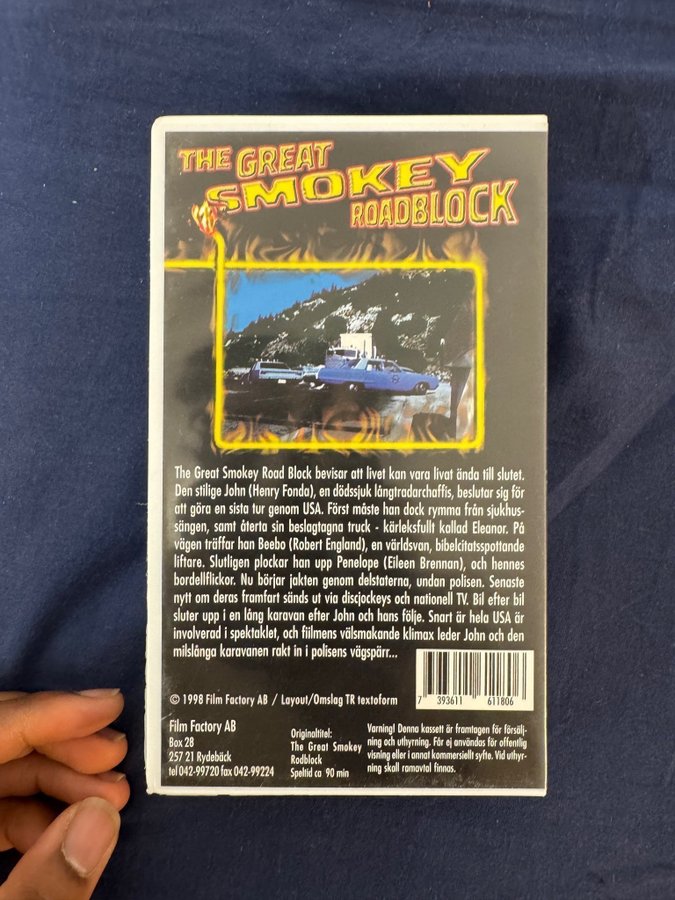 THE GREAT
SMOKEY
ROADBLOCK
The Great Smokey Road Block bevisar att livet kan vara livat ända till slutet.
Den stilige John (Henry Fonda), en dödssjuk långtradarchaffis, beslutar sig för
att göra en sista tur genom USA. Först måste han dock rymma från sjukhus-
sängen, samt återta sin beslagtagna truck - kärleksfullt kallad Eleanor. På
vägen träffar han Beebo (Robert England), en världsvan, bibelcitatsspottande
liftare. Slutligen plockar han upp Penelope (Eileen Brennan), och hennes
bordellflickor. Nu börjar jakten genom delstaterna, undan polisen. Senaste
nytt om deras framfart sänds ut via discjockeys och nationell TV. Bil efter bil
sluter upp i en lång karavan efter John och hans följe. Snart är hela USA är
involverad i spektaklet, och fiilmens välsmakande klimax leder John och den
milslånga karavanen rakt in i polisens vägspärr...
© 1998 Film Factory AB / Layout/Omslag TR textoform
7 393611 611806
Film Factory AB
Box 28
257 21 Rydebäck
tel 042-99720 fax 042-99224
Originaltitel:
The Great Smokey
Rodblock
Speltid ca 90 min
Varning! Denna kassett är framtagen för försälj-
ning och uthyrning. För ej användas för offentlig
visning eller i annat kommersiellt syfte. Vid uthyr-
ning skall ramavtal finnas.